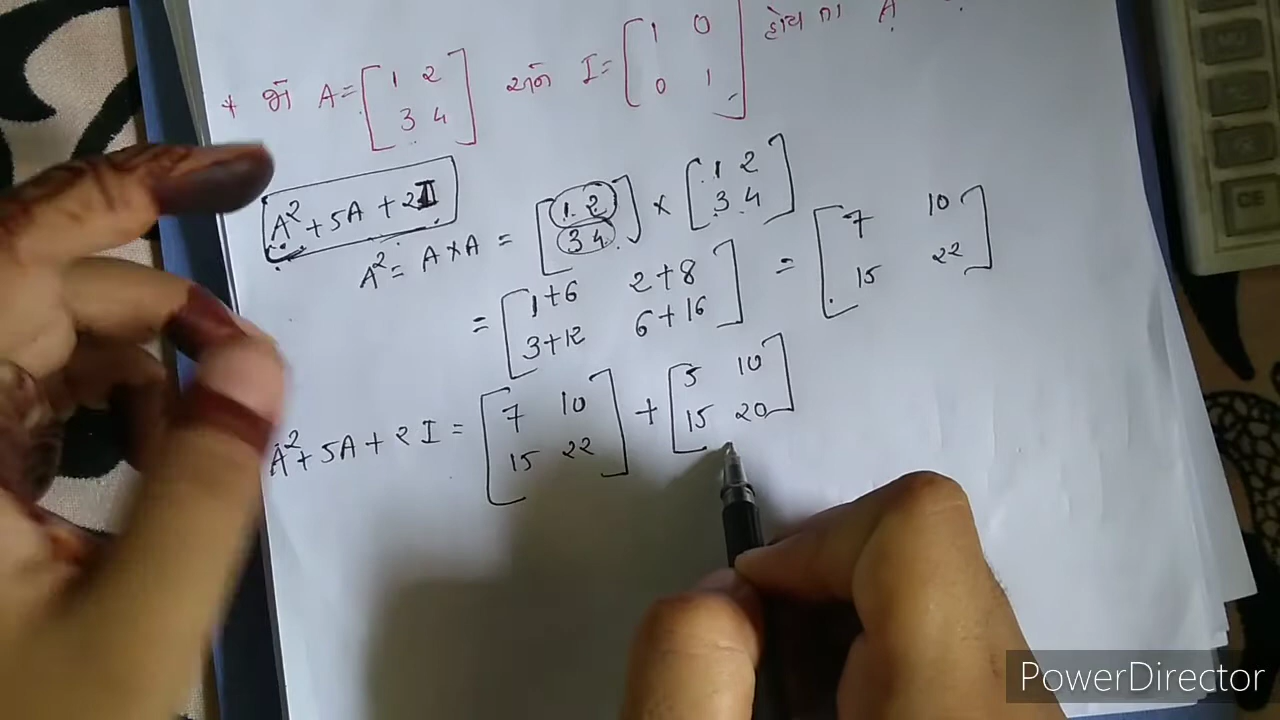 * જો A = [1 2 3 4] અને I = [1 0 0 1] હોય તો A
A² + 5A + 2I
A² = A × A = [1 2 3 4] × [1 2 3 4]
= [1+6 2+8 3+12 6+16] = [7 10 15 22]
A² + 5A + 2I = [7 10 15 22] + [5 10 15 20]
CE
PowerDirector